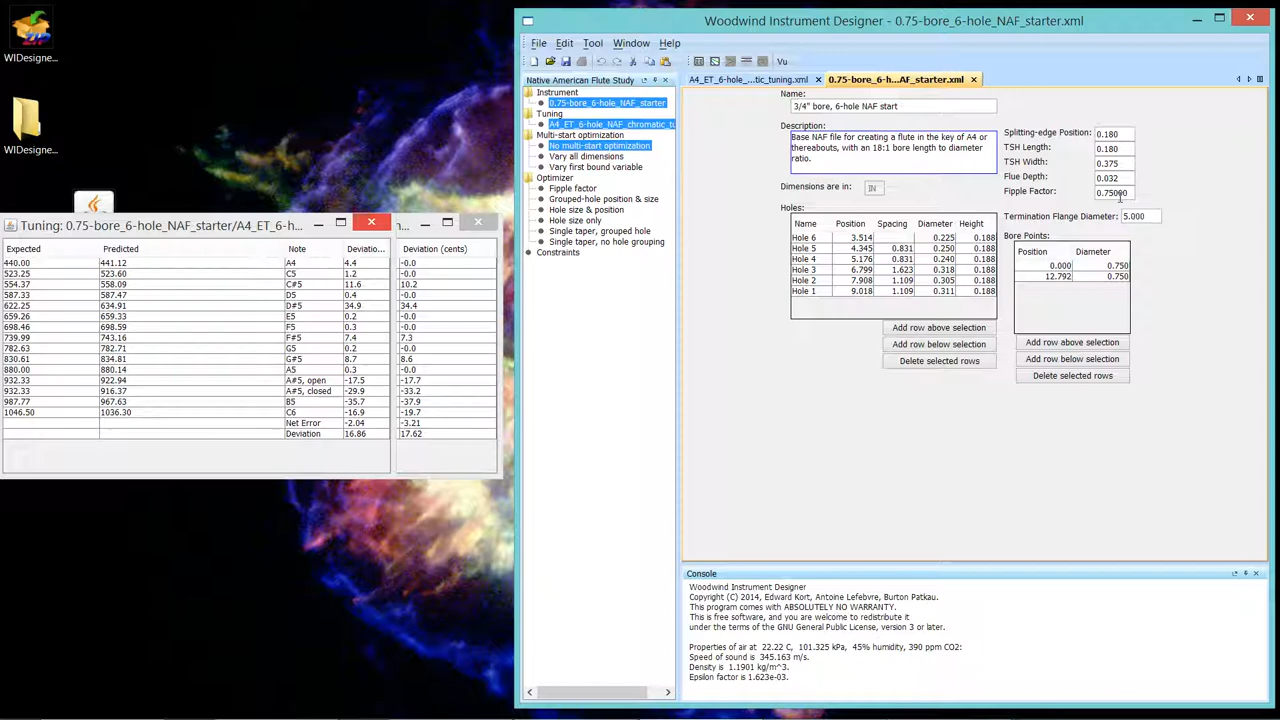 WIDesigne...
WIDesigne...
Woodwind Instrument Designer - 0.75-bore_6-hole_NAF_starter.xml
File Edit Tool Window Help
Vu
Native American Flute Study
A4_ET_6-hole_...tic_tuning.xml
0.75-bore_6-h...AF_starter.xml
Instrument
0.75-bore_6-hole_NAF_starter
Tuning
A4_ET_6-hole_NAF_chromatic_tu
Multi-start optimization
No multi-start optimization
Vary all dimensions
Vary first bound variable
Optimizer
Fipple factor
Grouped-hole position & size
Hole size & position
Hole size only
Single taper, grouped hole
Single taper, no hole grouping
Constraints
Name:
3/4" bore, 6-hole NAF start
Description:
Base NAF file for creating a flute in the key of A4 or
thereabouts, with an 18:1 bore length to diameter
ratio.
Dimensions are in: IN
Splitting-edge Position: 0.180
TSH Length: 0.180
TSH Width: 0.375
Flue Depth: 0.032
Fipple Factor: 0.75000
Termination Flange Diameter: 5.000
Holes:
Name Position Spacing Diameter Height
Hole 6 3.514 0.225 0.188
Hole 5 4.345 0.831 0.250 0.188
Hole 4 5.176 0.831 0.240 0.188
Hole 3 6.799 1.623 0.318 0.188
Hole 2 7.908 1.109 0.305 0.188
Hole 1 9.018 1.109 0.311 0.188
Add row above selection
Add row below selection
Delete selected rows
Bore Points:
Position Diameter
0.000 0.750
12.792 0.750
Add row above selection
Add row below selection
Delete selected rows
Tuning: 0.75-bore_6-hole_NAF_starter/A4_ET_6-h...
n...
Expected Predicted Note Deviatio... Deviation (cents)
440.00 441.12 A4 4.4 -0.0
523.25 523.60 C5 1.2 -0.0
554.37 558.09 C#5 11.6 10.2
587.33 587.47 D5 0.4 -0.0
622.25 634.91 D#5 34.9 34.4
659.26 659.33 E5 0.2 -0.0
698.46 698.59 F5 0.3 -0.0
739.99 743.16 F#5 7.4 7.3
782.63 782.71 G5 0.2 -0.0
830.61 834.81 G#5 8.7 8.6
880.00 880.14 A5 0.3 -0.0
932.33 922.94 A#5, open -17.5 -17.7
932.33 916.37 A#5, closed -29.9 -33.2
987.77 967.63 B5 -35.7 -37.9
1046.50 1036.30 C6 -16.9 -19.7
Net Error -2.04 -3.21
Deviation 16.86 17.62
Console
Woodwind Instrument Designer
Copyright (C) 2014, Edward Kort, Antoine Lefebvre, Burton Patkau.
This program comes with ABSOLUTELY NO WARRANTY.
This is free software, and you are welcome to redistribute it
under the terms of the GNU General Public License, version 3 or later.
Properties of air at 22.22 C, 101.325 kPa, 45% humidity, 390 ppm CO2:
Speed of sound is 345.163 m/s.
Density is 1.1901 kg/m^3.
Epsilon factor is 1.623e-03.